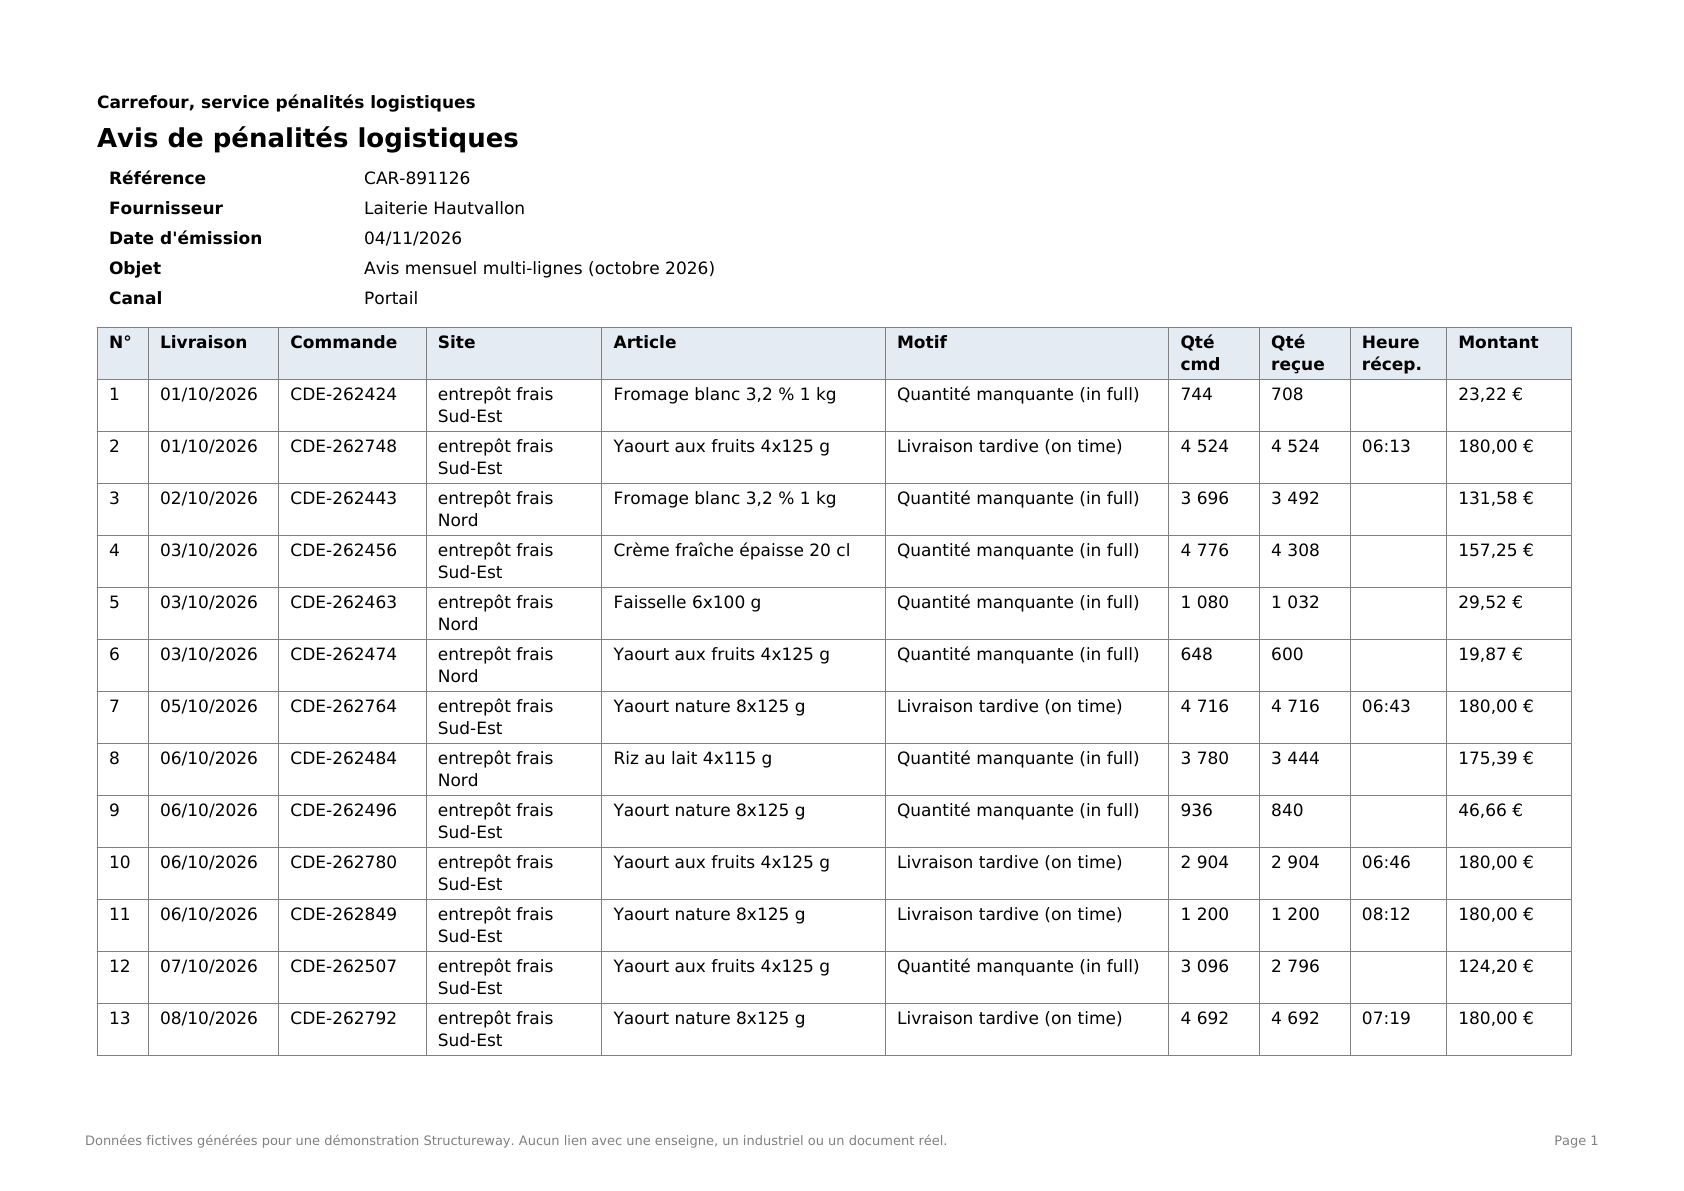 Carrefour, service pénalités logistiques
Avis de pénalités logistiques
Référence CAR-891126
Fournisseur Laiterie Hautvallon
Date d'émission 04/11/2026
Objet Avis mensuel multi-lignes (octobre 2026)
Canal Portail
N° Livraison Commande Site Article Motif Qté cmd Qté reçue Heure récep. Montant
1 01/10/2026 CDE-262424 entrepôt frais Sud-Est Fromage blanc 3,2 % 1 kg Quantité manquante (in full) 744 708 23,22 €
2 01/10/2026 CDE-262748 entrepôt frais Sud-Est Yaourt aux fruits 4x125 g Livraison tardive (on time) 4 524 4 524 06:13 180,00 €
3 02/10/2026 CDE-262443 entrepôt frais Nord Fromage blanc 3,2 % 1 kg Quantité manquante (in full) 3 696 3 492 131,58 €
4 03/10/2026 CDE-262456 entrepôt frais Sud-Est Crème fraîche épaisse 20 cl Quantité manquante (in full) 4 776 4 308 157,25 €
5 03/10/2026 CDE-262463 entrepôt frais Nord Faisselle 6x100 g Quantité manquante (in full) 1 080 1 032 29,52 €
6 03/10/2026 CDE-262474 entrepôt frais Nord Yaourt aux fruits 4x125 g Quantité manquante (in full) 648 600 19,87 €
7 05/10/2026 CDE-262764 entrepôt frais Sud-Est Yaourt nature 8x125 g Livraison tardive (on time) 4 716 4 716 06:43 180,00 €
8 06/10/2026 CDE-262484 entrepôt frais Nord Riz au lait 4x115 g Quantité manquante (in full) 3 780 3 444 175,39 €
9 06/10/2026 CDE-262496 entrepôt frais Sud-Est Yaourt nature 8x125 g Quantité manquante (in full) 936 840 46,66 €
10 06/10/2026 CDE-262780 entrepôt frais Sud-Est Yaourt aux fruits 4x125 g Livraison tardive (on time) 2 904 2 904 06:46 180,00 €
11 06/10/2026 CDE-262849 entrepôt frais Sud-Est Yaourt nature 8x125 g Livraison tardive (on time) 1 200 1 200 08:12 180,00 €
12 07/10/2026 CDE-262507 entrepôt frais Sud-Est Yaourt aux fruits 4x125 g Quantité manquante (in full) 3 096 2 796 124,20 €
13 08/10/2026 CDE-262792 entrepôt frais Sud-Est Yaourt nature 8x125 g Livraison tardive (on time) 4 692 4 692 07:19 180,00 €
Données fictives générées pour une démonstration Structureway. Aucun lien avec une enseigne, un industriel ou un document réel. Page 1